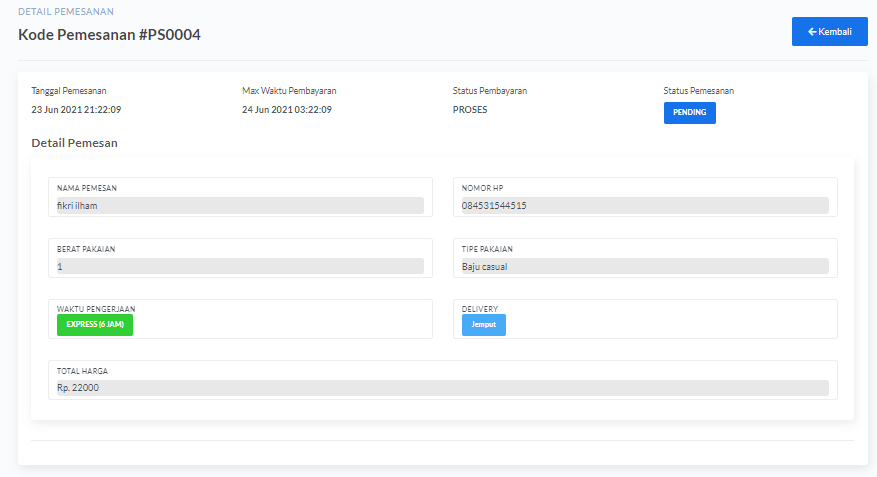 DETAIL PEMESANAN
Kode Pemesanan #PS0004
Kembali
Tanggal Pemesanan
23 Jun 2021 21:22:09
Max Waktu Pembayaran
24 Jun 2021 03:22:09
Status Pembayaran
PROSES
Status Pemesanan
PENDING
Detail Pemesan
NAMA PEMESAN
fikri ilham
NOMOR HP
084531544515
BERAT PAKAIAN
1
TIPE PAKAIAN
Baju casual
WAKTU PENGERJAAN
EXPRESS (6 JAM)
DELIVERY
Jemput
TOTAL HARGA
Rp. 22000